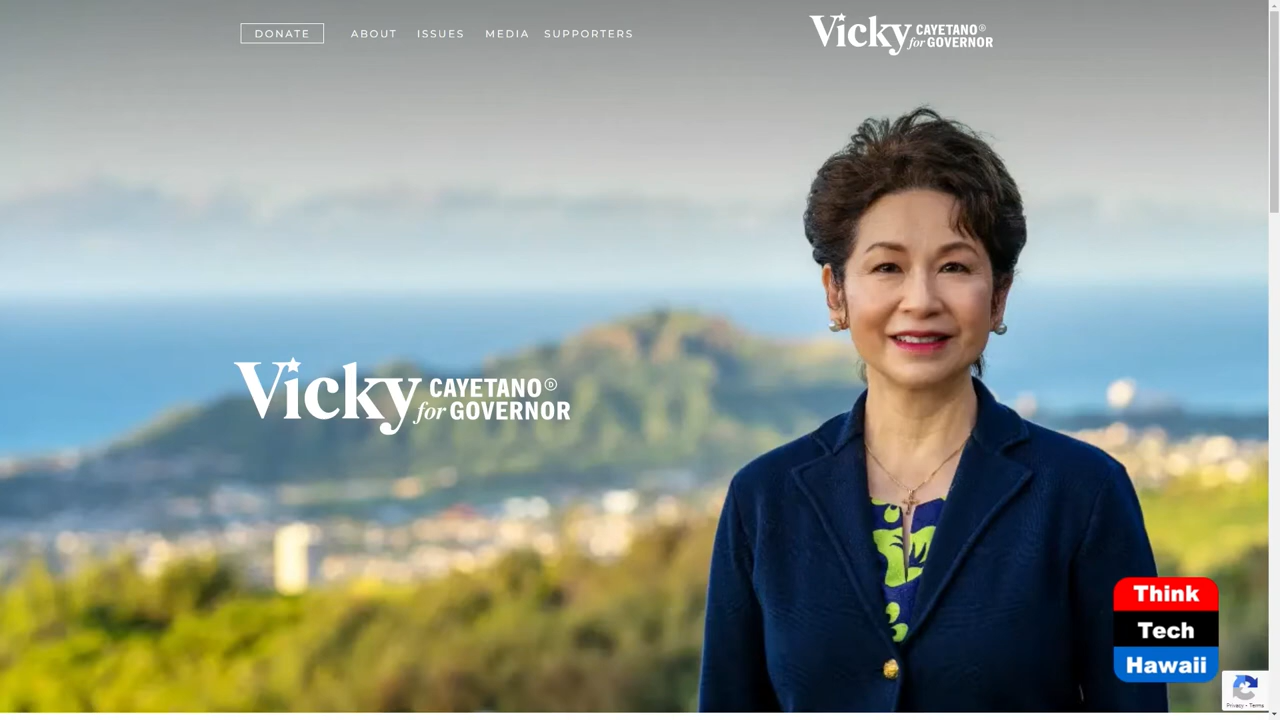 DONATE
ABOUT
ISSUES
MEDIA
SUPPORTERS
Vicky CAYETANO Ⓓ
for GOVERNOR
Vicky CAYETANO Ⓓ
for GOVERNOR
Think
Tech
Hawaii
Privacy - Terms